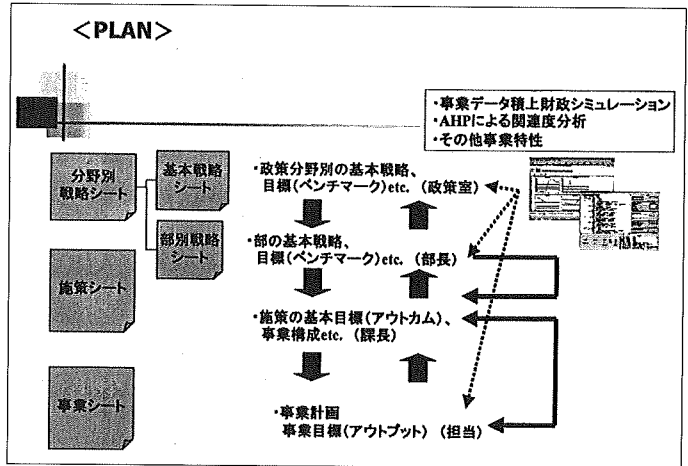 <PLAN>
・事業データ積上財政シミュレーション
・AHPによる関連度分析
・その他事業特性
分野別
戦略シート
基本戦略
シート
部別戦略
シート
施策シート
事業シート
・政策分野別の基本戦略、
目標(ベンチマーク)etc. (政策室)
・部の基本戦略、
目標(ベンチマーク)etc. (部長)
・施策の基本目標(アウトカム)、
事業構成etc. (課長)
・事業計画
事業目標(アウトプット) (担当)